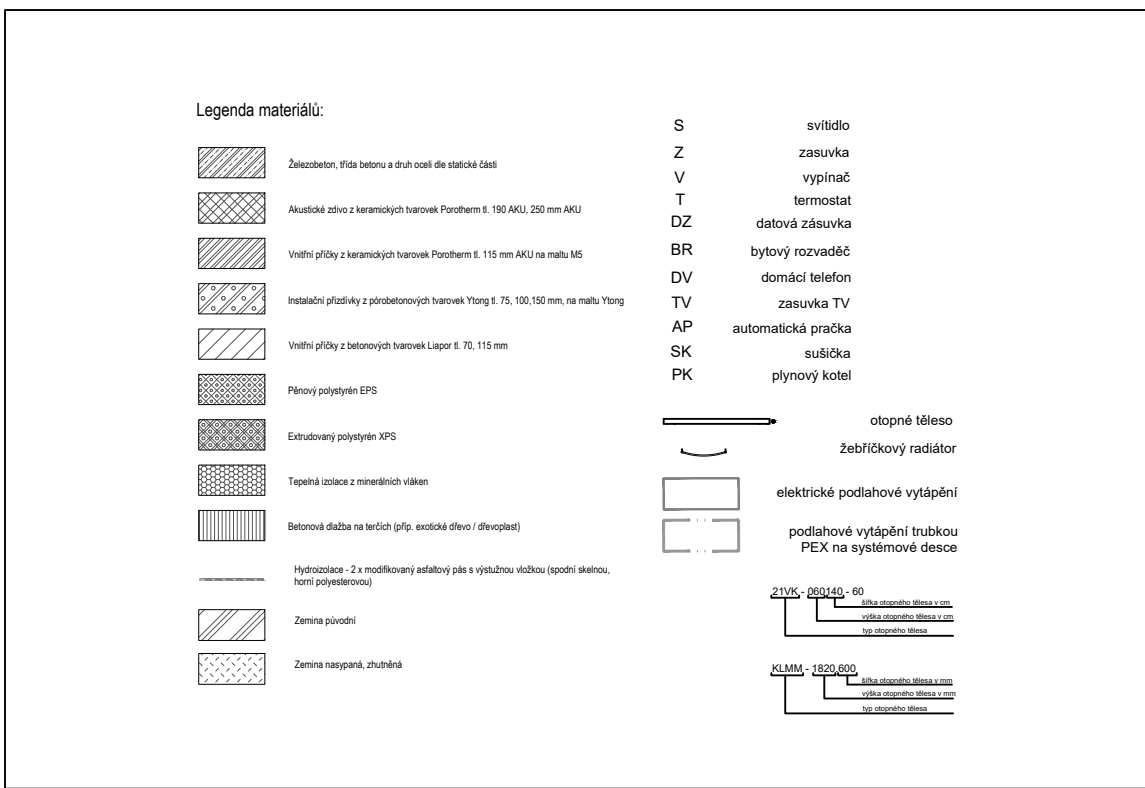 Legenda materiálů:
Železobeton, třída betonu a druh oceli dle statické části
Akustické zdivo z keramických tvarovek Porotherm tl. 190 AKU, 250 mm AKU
Vnitřní příčky z keramických tvarovek Porotherm tl. 115 mm AKU na maltu M5
Instalační přizdívky z pórobetonových tvarovek Ytong tl. 75, 100,150 mm, na maltu Ytong
Vnitřní příčky z betonových tvarovek Liapor tl. 70, 115 mm
Pěnový polystyrén EPS
Extrudovaný polystyrén XPS
Tepelná izolace z minerálních vláken
Betonová dlažba na terčích (příp. exotické dřevo / dřevoplast)
Hydroizolace - 2 x modifikovaný asfaltový pás s výstužnou vložkou (spodní skelnou,
horní polyesterovou)
Zemina původní
Zemina nasypaná, zhutněná
S svítidlo
Z zasuvka
V vypínač
T termostat
DZ datová zásuvka
BR bytový rozvaděč
DV domácí telefon
TV zasuvka TV
AP automatická pračka
SK sušička
PK plynový kotel
otopné těleso
žebříčkový radiátor
elektrické podlahové vytápění
podlahové vytápění trubkou
PEX na systémové desce
21VK - 060140 - 60
šířka otopného tělesa v cm
výška otopného tělesa v cm
typ otopného tělesa
KLMM - 1820.600
šířka otopného tělesa v mm
výška otopného tělesa v mm
typ otopného tělesa